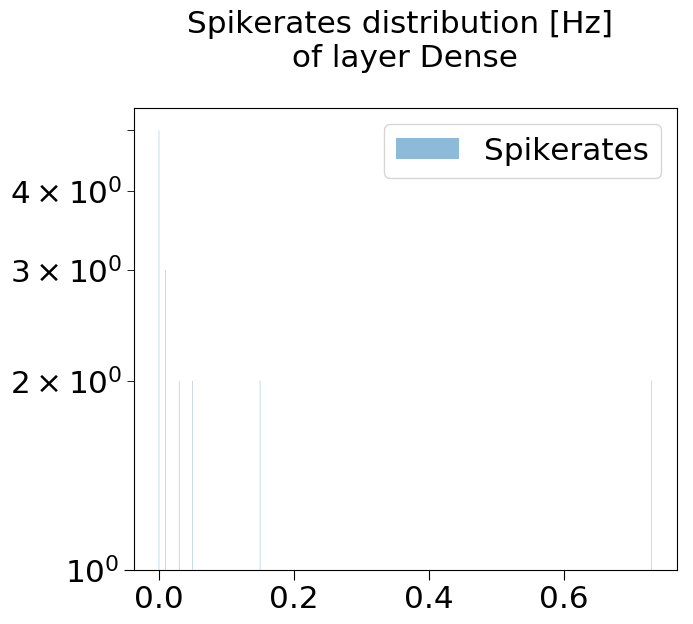 Spikerates distribution [Hz]
of layer Dense
Spikerates
4 × 10⁰
3 × 10⁰
2 × 10⁰
10⁰
0.0 0.2 0.4 0.6